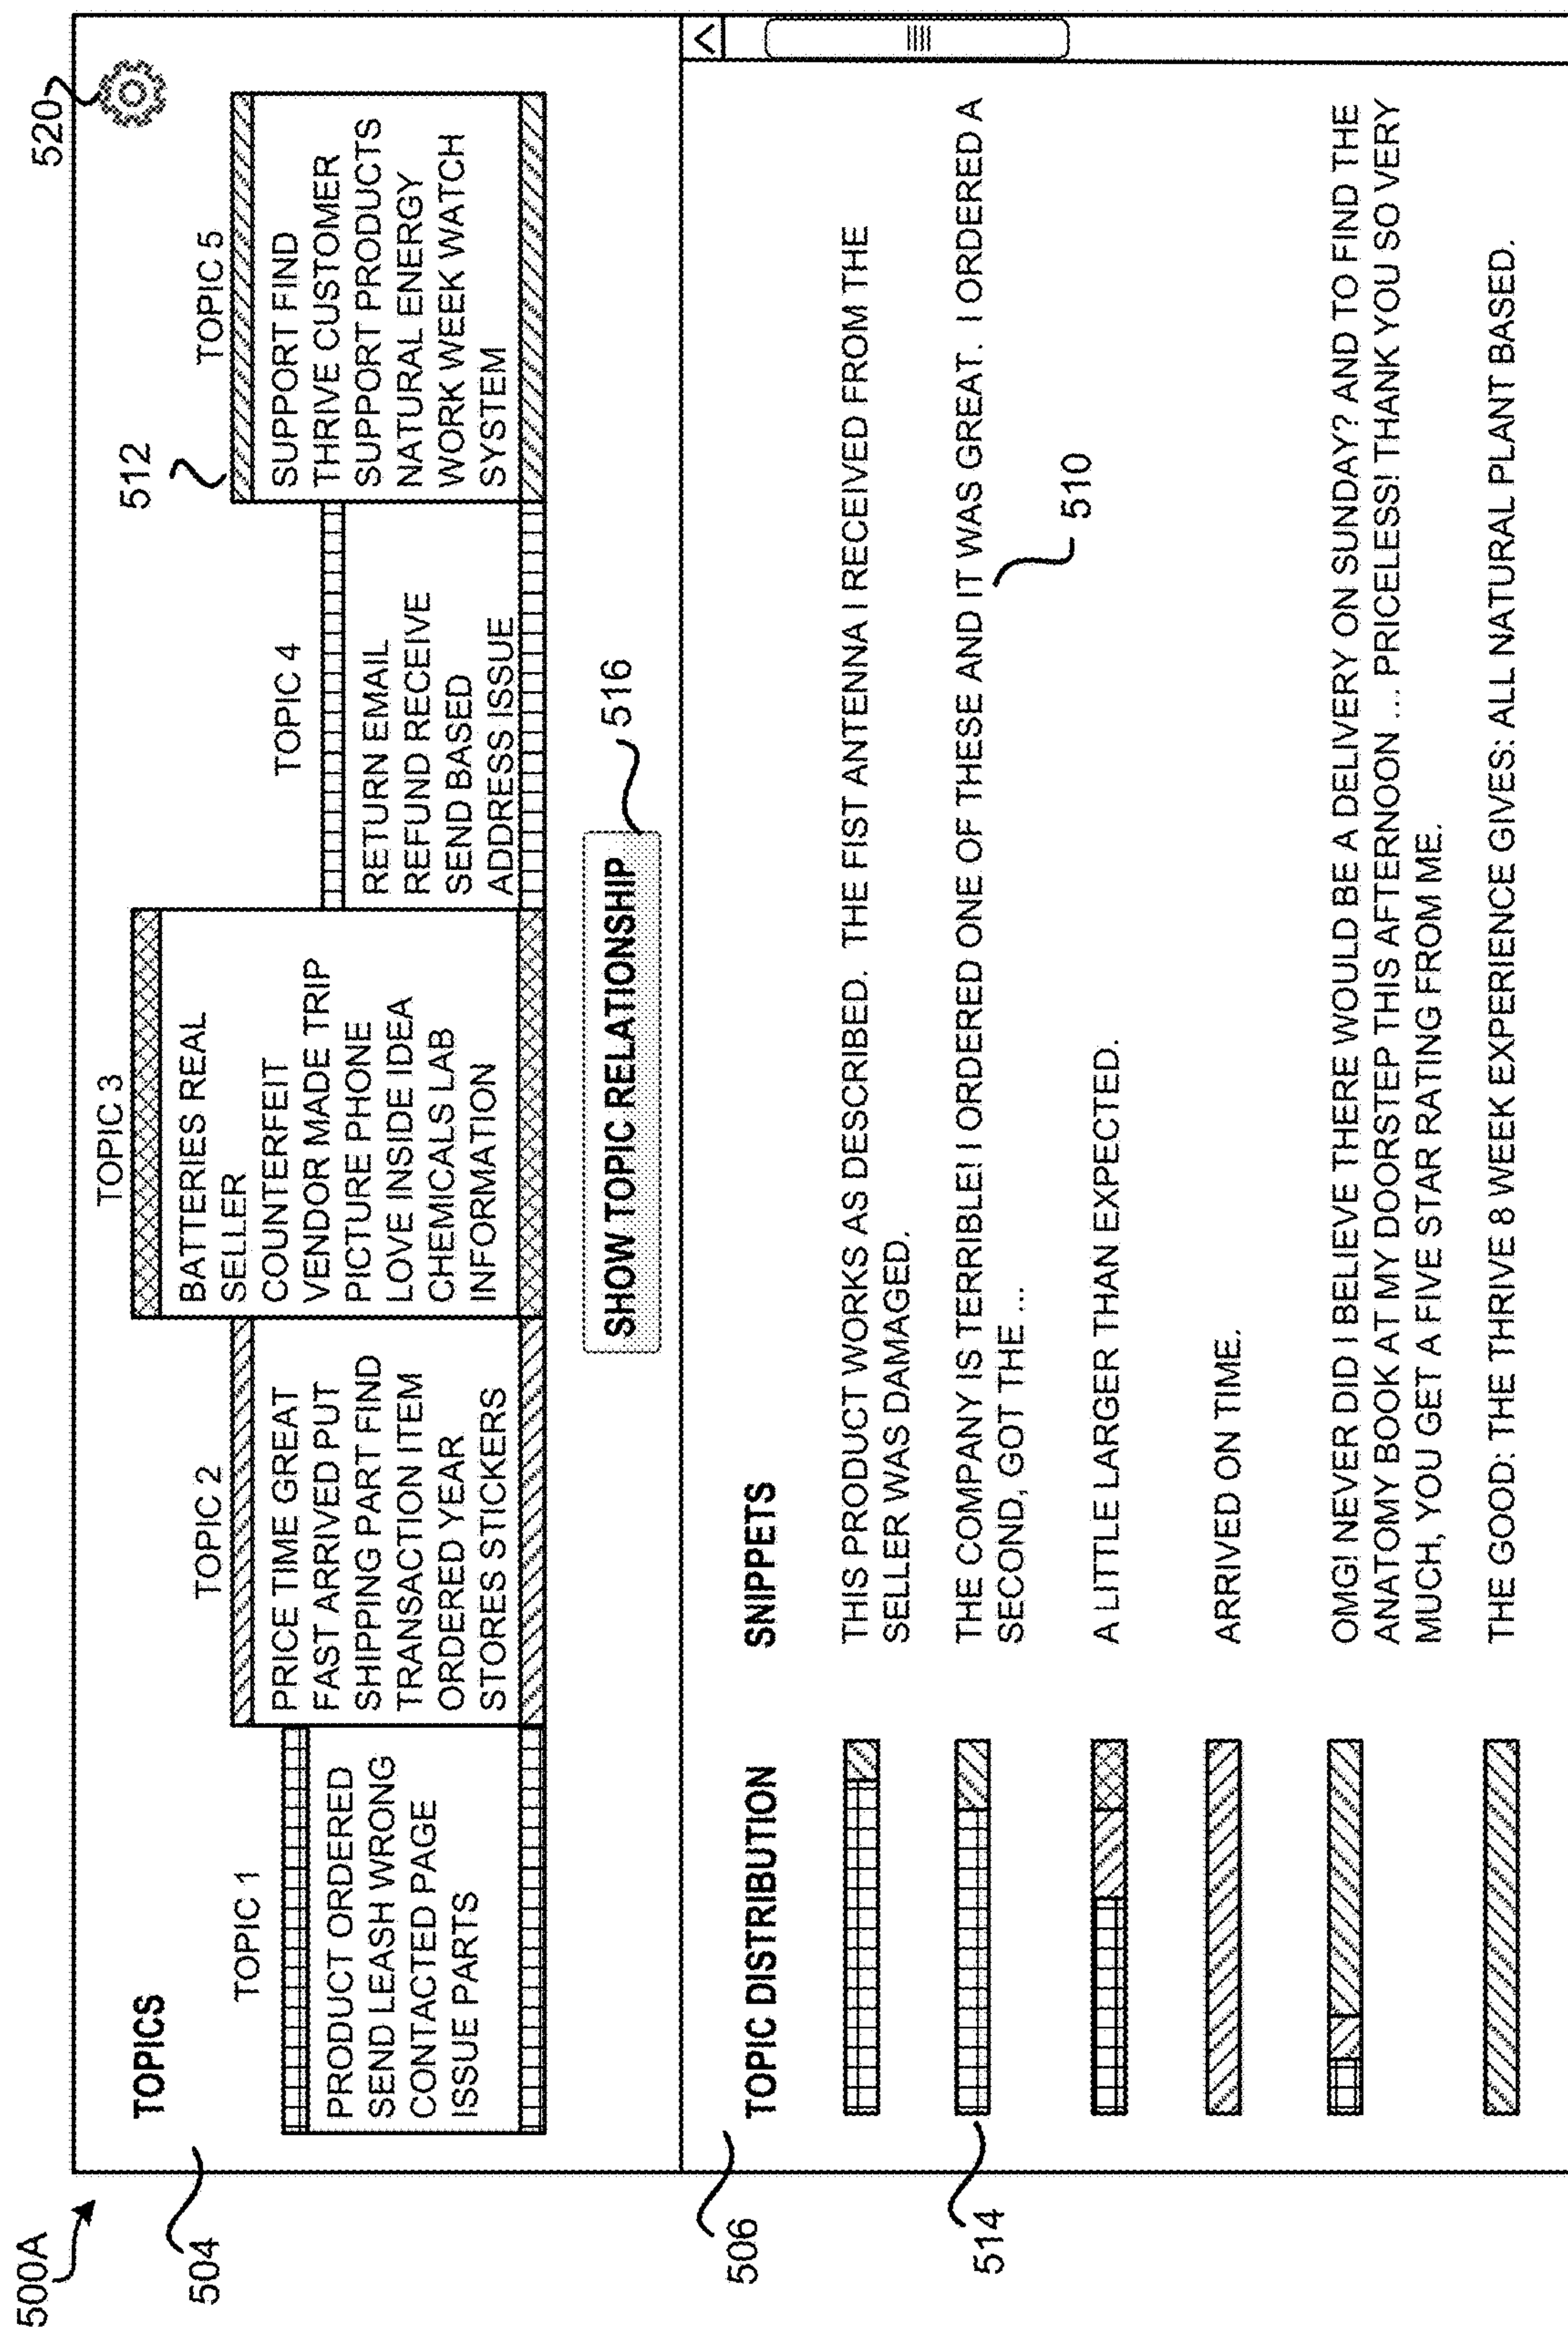 500A
504
TOPICS
520
TOPIC 1
PRODUCT ORDERED
SEND LEASH WRONG
CONTACTED PAGE
ISSUE PARTS
TOPIC 2
PRICE TIME GREAT
FAST ARRIVED PUT
SHIPPING PART FIND
TRANSACTION ITEM
ORDERED YEAR
STORES STICKERS
TOPIC 3
BATTERIES REAL
SELLER
COUNTERFEIT
VENDOR MADE TRIP
PICTURE PHONE
LOVE INSIDE IDEA
CHEMICALS LAB
INFORMATION
TOPIC 4
RETURN EMAIL
REFUND RECEIVE
SEND BASED
ADDRESS ISSUE
512
TOPIC 5
SUPPORT FIND
THRIVE CUSTOMER
SUPPORT PRODUCTS
NATURAL ENERGY
WORK WEEK WATCH
SYSTEM
SHOW TOPIC RELATIONSHIP
516
506
TOPIC DISTRIBUTION
SNIPPETS
THIS PRODUCT WORKS AS DESCRIBED. THE FIST ANTENNA I RECEIVED FROM THE
SELLER WAS DAMAGED.
514
THE COMPANY IS TERRIBLE! I ORDERED ONE OF THESE AND IT WAS GREAT. I ORDERED A
SECOND, GOT THE ...
510
A LITTLE LARGER THAN EXPECTED.
ARRIVED ON TIME.
OMG! NEVER DID I BELIEVE THERE WOULD BE A DELIVERY ON SUNDAY? AND TO FIND THE
ANATOMY BOOK AT MY DOORSTEP THIS AFTERNOON ... PRICELESS! THANK YOU SO VERY
MUCH, YOU GET A FIVE STAR RATING FROM ME.
THE GOOD: THE THRIVE 8 WEEK EXPERIENCE GIVES: ALL NATURAL PLANT BASED.